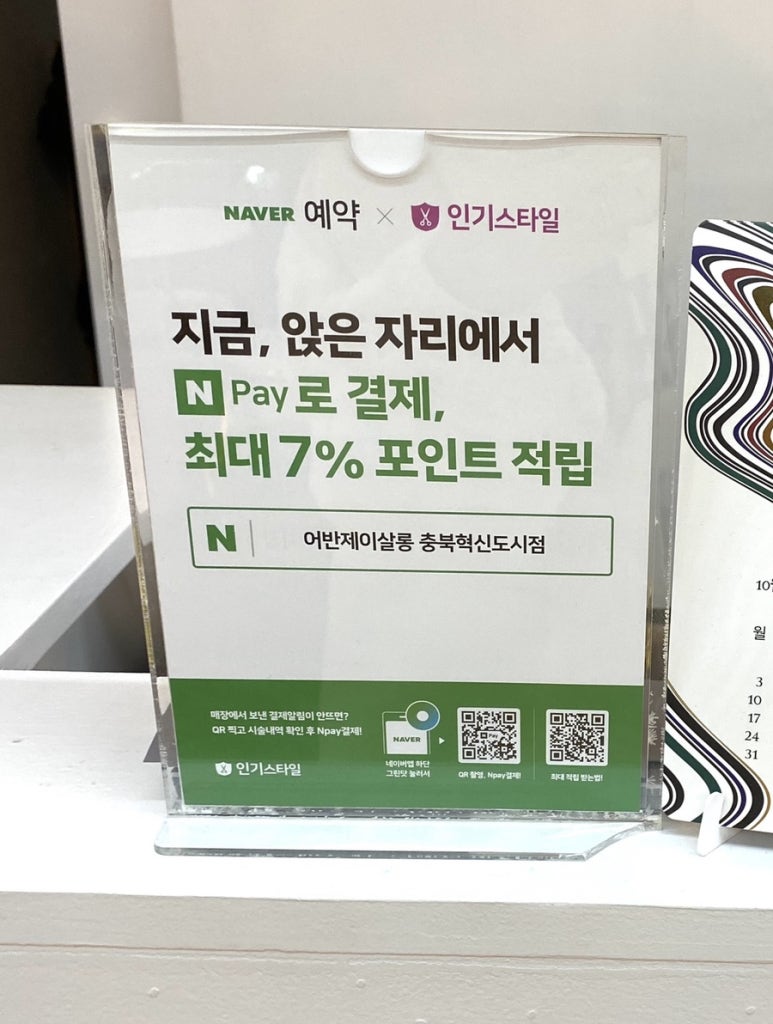 NAVER 예약 × 인기스타일
지금, 앉은 자리에서
N Pay로 결제,
최대 7% 포인트 적립
N | 어반제이살롱 충북혁신도시점
매장에서 보낸 결제알림이 안뜨면?
QR 찍고 시술내역 확인 후 Npay결제!
인기스타일
NAVER
네이버앱 하단
그린닷 눌러서
Pay
QR 촬영, Npay결제!
최대 적립 받는법!
월
3
10
17
24
31